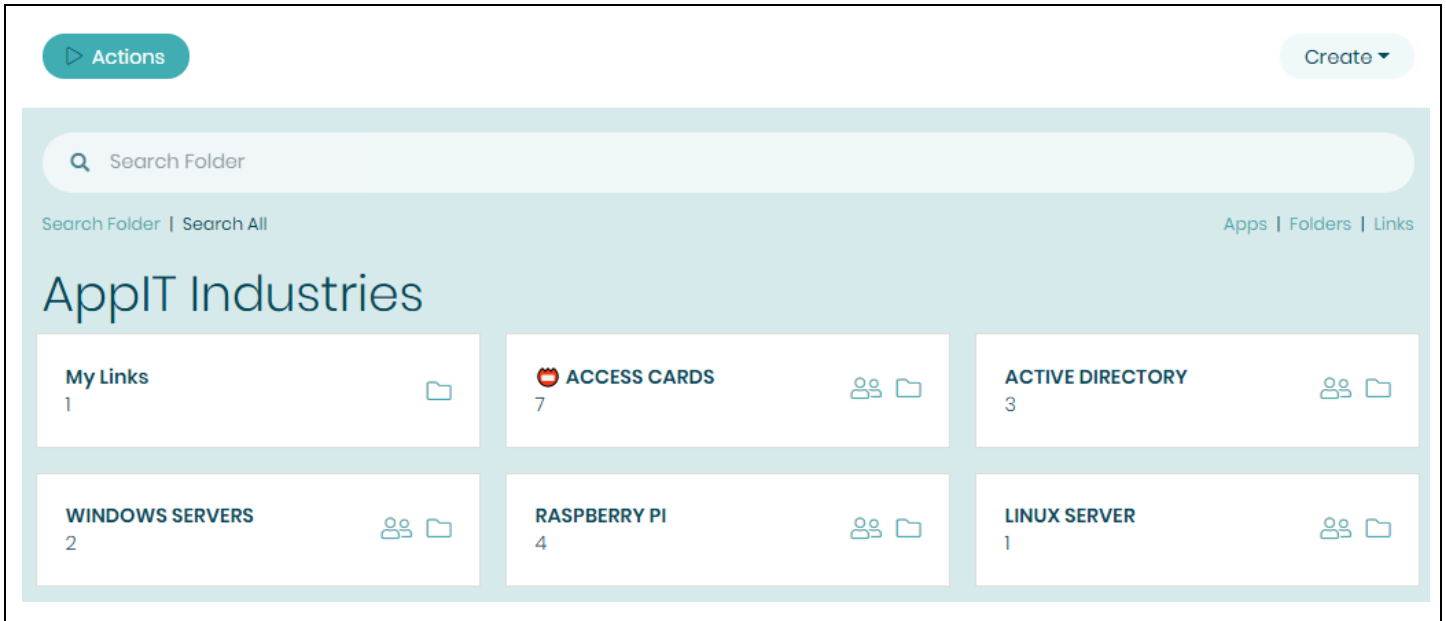 Actions
Create
Search Folder
Search Folder | Search All
Apps | Folders | Links
AppIT Industries
My Links
1
ACCESS CARDS
7
ACTIVE DIRECTORY
3
WINDOWS SERVERS
2
RASPBERRY PI
4
LINUX SERVER
1